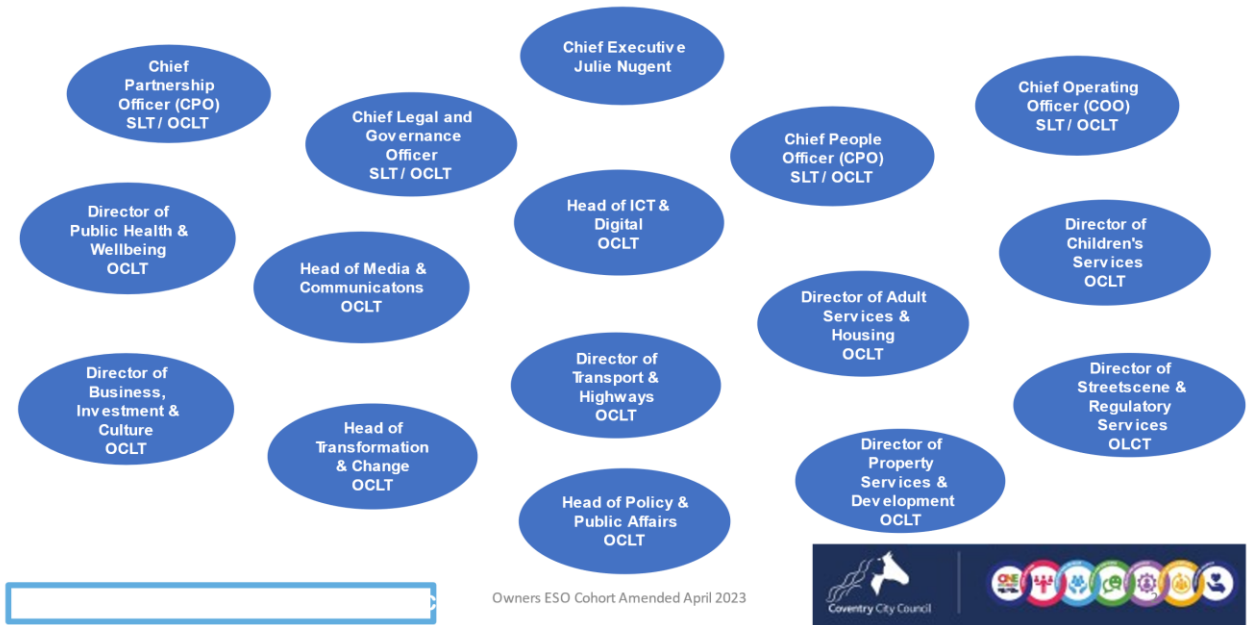 Chief Executive
Julie Nugent
Chief
Partnership
Officer (CPO)
SLT / OCLT
Chief Legal and
Governance
Officer
SLT / OCLT
Chief People
Officer (CPO)
SLT / OCLT
Chief Operating
Officer (COO)
SLT / OCLT
Director of
Public Health &
Wellbeing
OCLT
Head of Media &
Communicatons
OCLT
Head of ICT &
Digital
OCLT
Director of Adult
Services &
Housing
OCLT
Director of
Children's
Services
OCLT
Director of
Business,
Investment &
Culture
OCLT
Head of
Transformation
& Change
OCLT
Director of
Transport &
Highways
OCLT
Director of
Property
Services &
Development
OCLT
Director of
Streetscene &
Regulatory
Services
OLCT
Head of Policy &
Public Affairs
OCLT
Owners ESO Cohort Amended April 2023
Coventry City Council